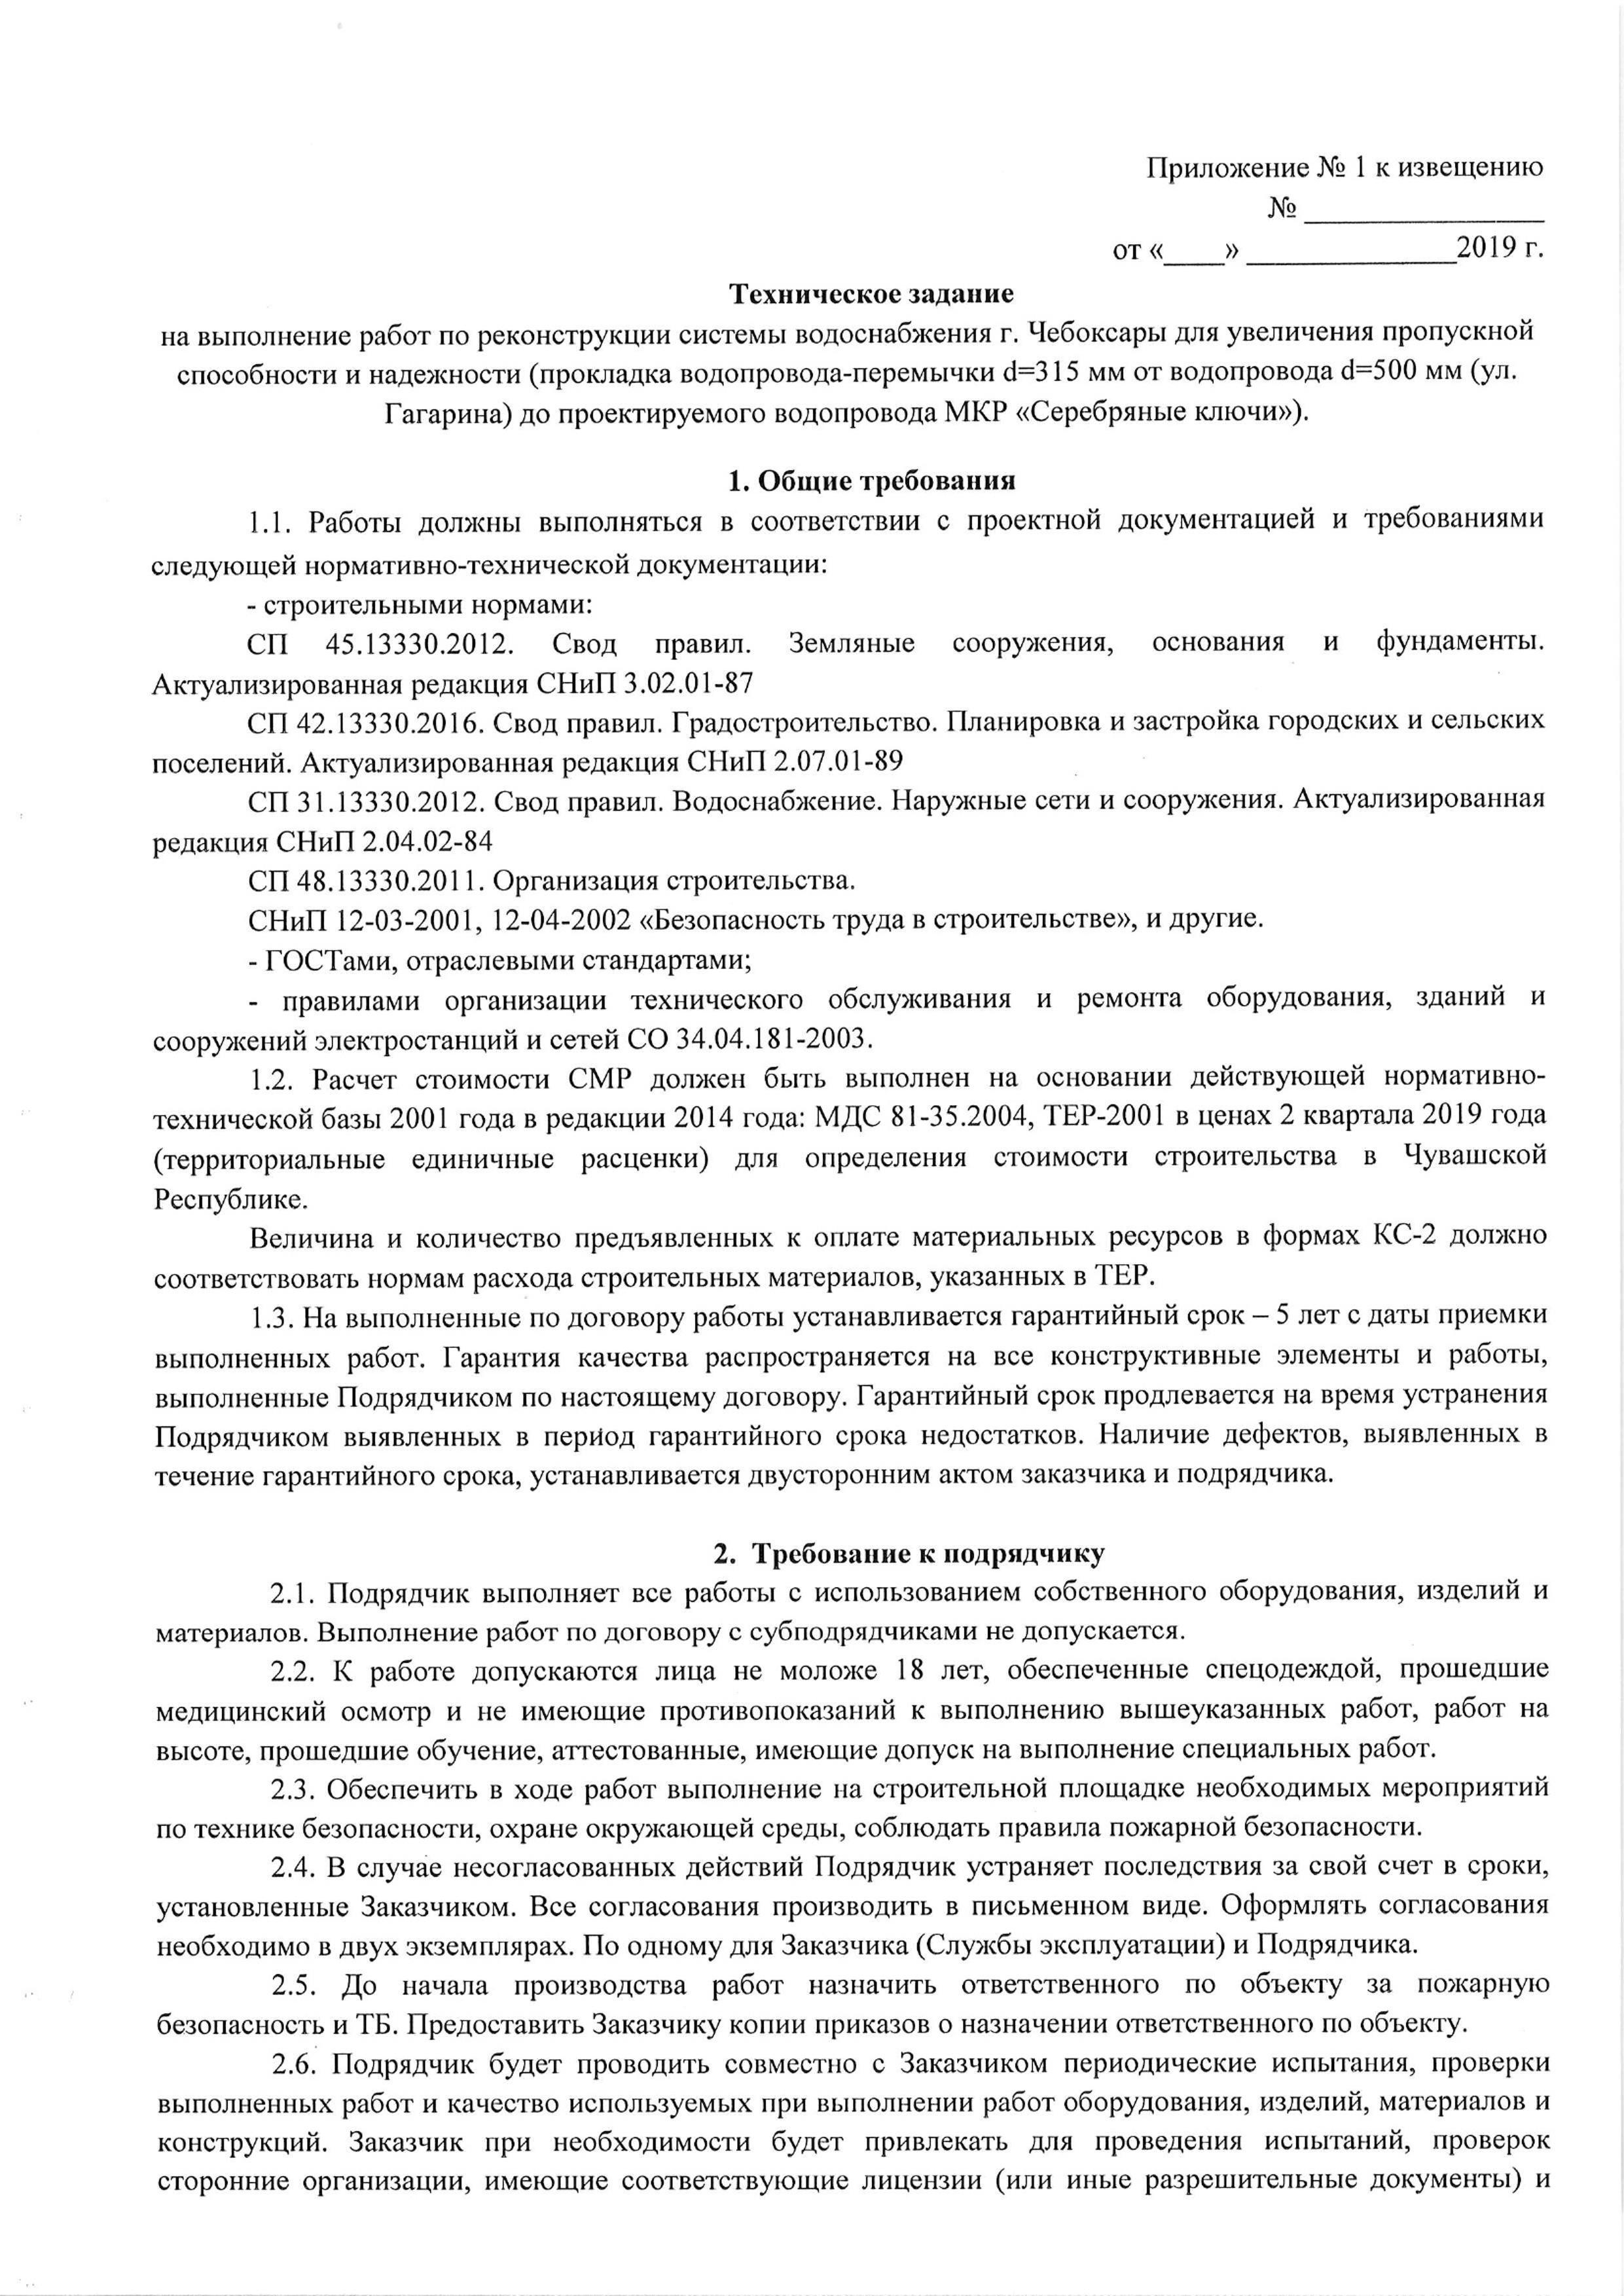 Приложение № 1 к извещению
№ ________________
от «____» ______________2019 г.
Техническое задание
на выполнение работ по реконструкции системы водоснабжения г. Чебоксары для увеличения пропускной
способности и надежности (прокладка водопровода-перемычки d=315 мм от водопровода d=500 мм (ул.
Гагарина) до проектируемого водопровода МКР «Серебряные ключи»).
1. Общие требования
1.1. Работы должны выполняться в соответствии с проектной документацией и требованиями
следующей нормативно-технической документации:
- строительными нормами:
СП 45.13330.2012. Свод правил. Земляные сооружения, основания и фундаменты.
Актуализированная редакция СНиП 3.02.01-87
СП 42.13330.2016. Свод правил. Градостроительство. Планировка и застройка городских и сельских
поселений. Актуализированная редакция СНиП 2.07.01-89
СП 31.13330.2012. Свод правил. Водоснабжение. Наружные сети и сооружения. Актуализированная
редакция СНиП 2.04.02-84
СП 48.13330.2011. Организация строительства.
СНиП 12-03-2001, 12-04-2002 «Безопасность труда в строительстве», и другие.
- ГОСТами, отраслевыми стандартами;
- правилами организации технического обслуживания и ремонта оборудования, зданий и
сооружений электростанций и сетей СО 34.04.181-2003.
1.2. Расчет стоимости СМР должен быть выполнен на основании действующей нормативно-
технической базы 2001 года в редакции 2014 года: МДС 81-35.2004, ТЕР-2001 в ценах 2 квартала 2019 года
(территориальные единичные расценки) для определения стоимости строительства в Чувашской
Республике.
Величина и количество предъявленных к оплате материальных ресурсов в формах КС-2 должно
соответствовать нормам расхода строительных материалов, указанных в ТЕР.
1.3. На выполненные по договору работы устанавливается гарантийный срок – 5 лет с даты приемки
выполненных работ. Гарантия качества распространяется на все конструктивные элементы и работы,
выполненные Подрядчиком по настоящему договору. Гарантийный срок продлевается на время устранения
Подрядчиком выявленных в период гарантийного срока недостатков. Наличие дефектов, выявленных в
течение гарантийного срока, устанавливается двусторонним актом заказчика и подрядчика.
2. Требование к подрядчику
2.1. Подрядчик выполняет все работы с использованием собственного оборудования, изделий и
материалов. Выполнение работ по договору с субподрядчиками не допускается.
2.2. К работе допускаются лица не моложе 18 лет, обеспеченные спецодеждой, прошедшие
медицинский осмотр и не имеющие противопоказаний к выполнению вышеуказанных работ, работ на
высоте, прошедшие обучение, аттестованные, имеющие допуск на выполнение специальных работ.
2.3. Обеспечить в ходе работ выполнение на строительной площадке необходимых мероприятий
по технике безопасности, охране окружающей среды, соблюдать правила пожарной безопасности.
2.4. В случае несогласованных действий Подрядчик устраняет последствия за свой счет в сроки,
установленные Заказчиком. Все согласования производить в письменном виде. Оформлять согласования
необходимо в двух экземплярах. По одному для Заказчика (Службы эксплуатации) и Подрядчика.
2.5. До начала производства работ назначить ответственного по объекту за пожарную
безопасность и ТБ. Предоставить Заказчику копии приказов о назначении ответственного по объекту.
2.6. Подрядчик будет проводить совместно с Заказчиком периодические испытания, проверки
выполненных работ и качество используемых при выполнении работ оборудования, изделий, материалов и
конструкций. Заказчик при необходимости будет привлекать для проведения испытаний, проверок
сторонние организации, имеющие соответствующие лицензии (или иные разрешительные документы) и